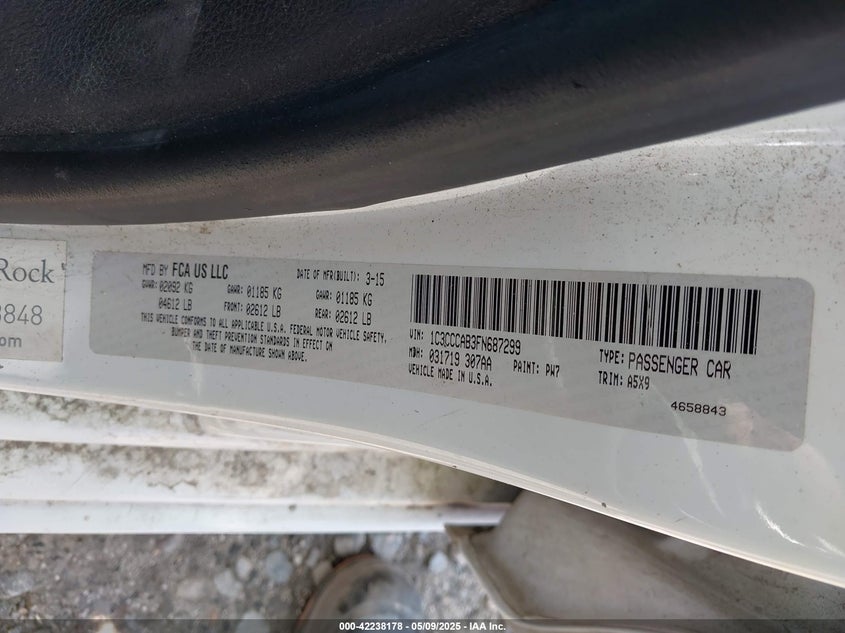 Rock
8848
om
MFD BY FCA US LLC
DATE OF MFR(BUILT): 3-15
GVWR: 02092 KG
04612 LB
GAWR: 01185 KG
FRONT: 02612 LB
GAWR: 01185 KG
REAR: 02612 LB
THIS VEHICLE CONFORMS TO ALL APPLICABLE U.S.A. FEDERAL MOTOR VEHICLE SAFETY,
BUMPER AND THEFT PREVENTION STANDARDS IN EFFECT ON
THE DATE OF MANUFACTURE SHOWN ABOVE.
VIN: 1C3CCCAB3FN687299
MDH: 031719 307AA
PAINT: PW7
VEHICLE MADE IN U.S.A.
TYPE: PASSENGER CAR
TRIM: A5X9
4658843
000-42238178 - 05/09/2025 - IAA Inc.